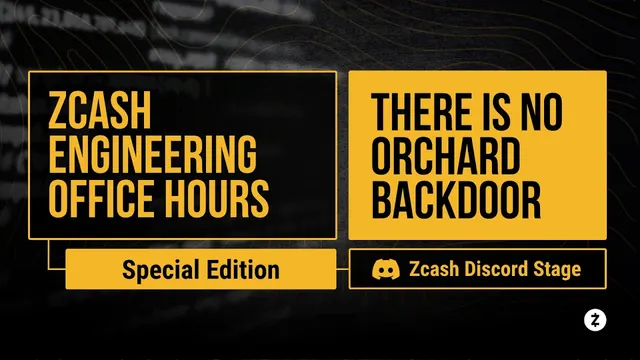 ZCASH
ENGINEERING
OFFICE HOURS
THERE IS NO
ORCHARD
BACKDOOR
Special Edition
Zcash Discord Stage